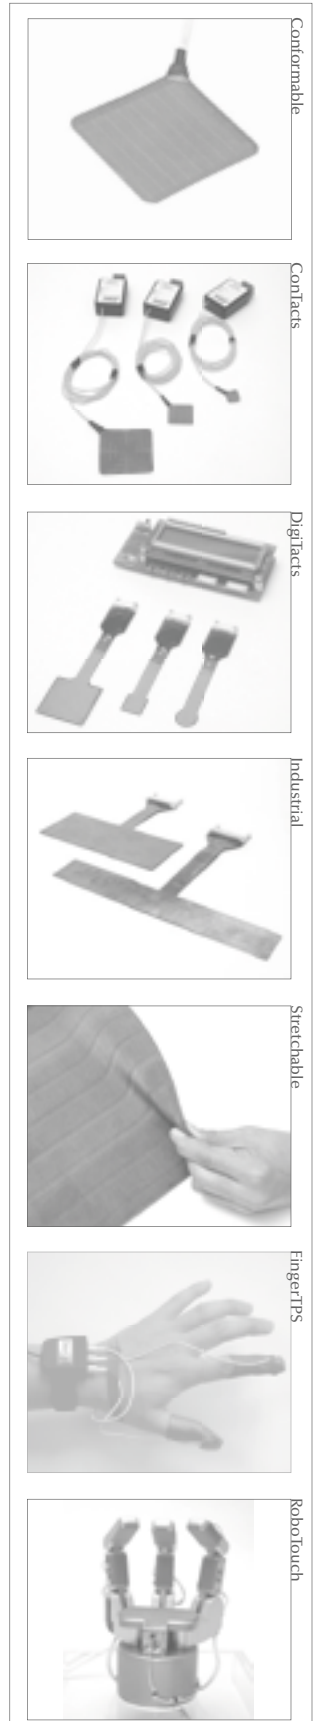 Conformable
ConTacts
DigiTacts
Industrial
Stretchable
FingerTPS
RoboTouch